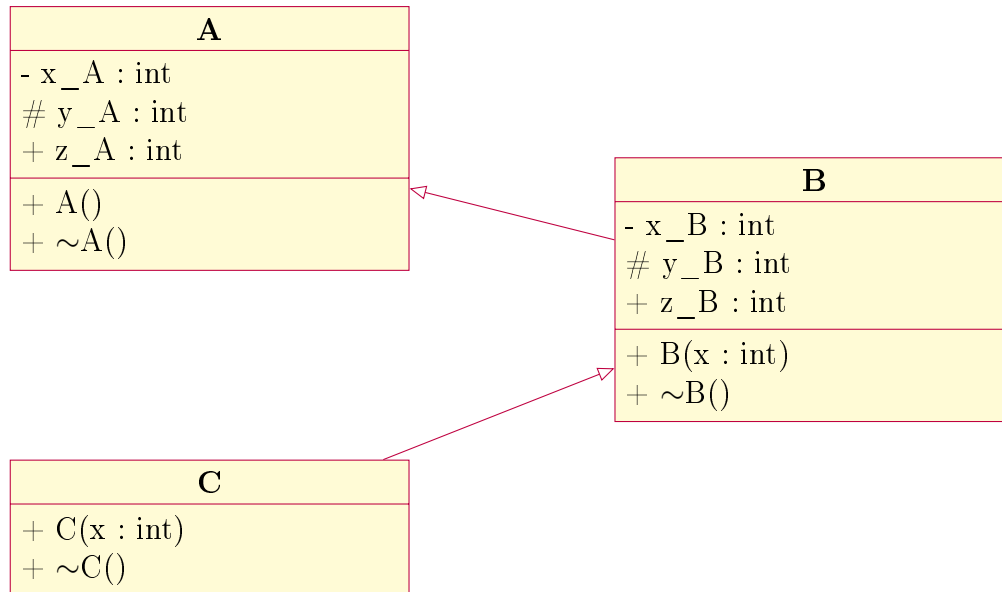 A
- x_A : int
# y_A : int
+ z_A : int
+ A()
+ ~A()
B
- x_B : int
# y_B : int
+ z_B : int
+ B(x : int)
+ ~B()
C
+ C(x : int)
+ ~C()